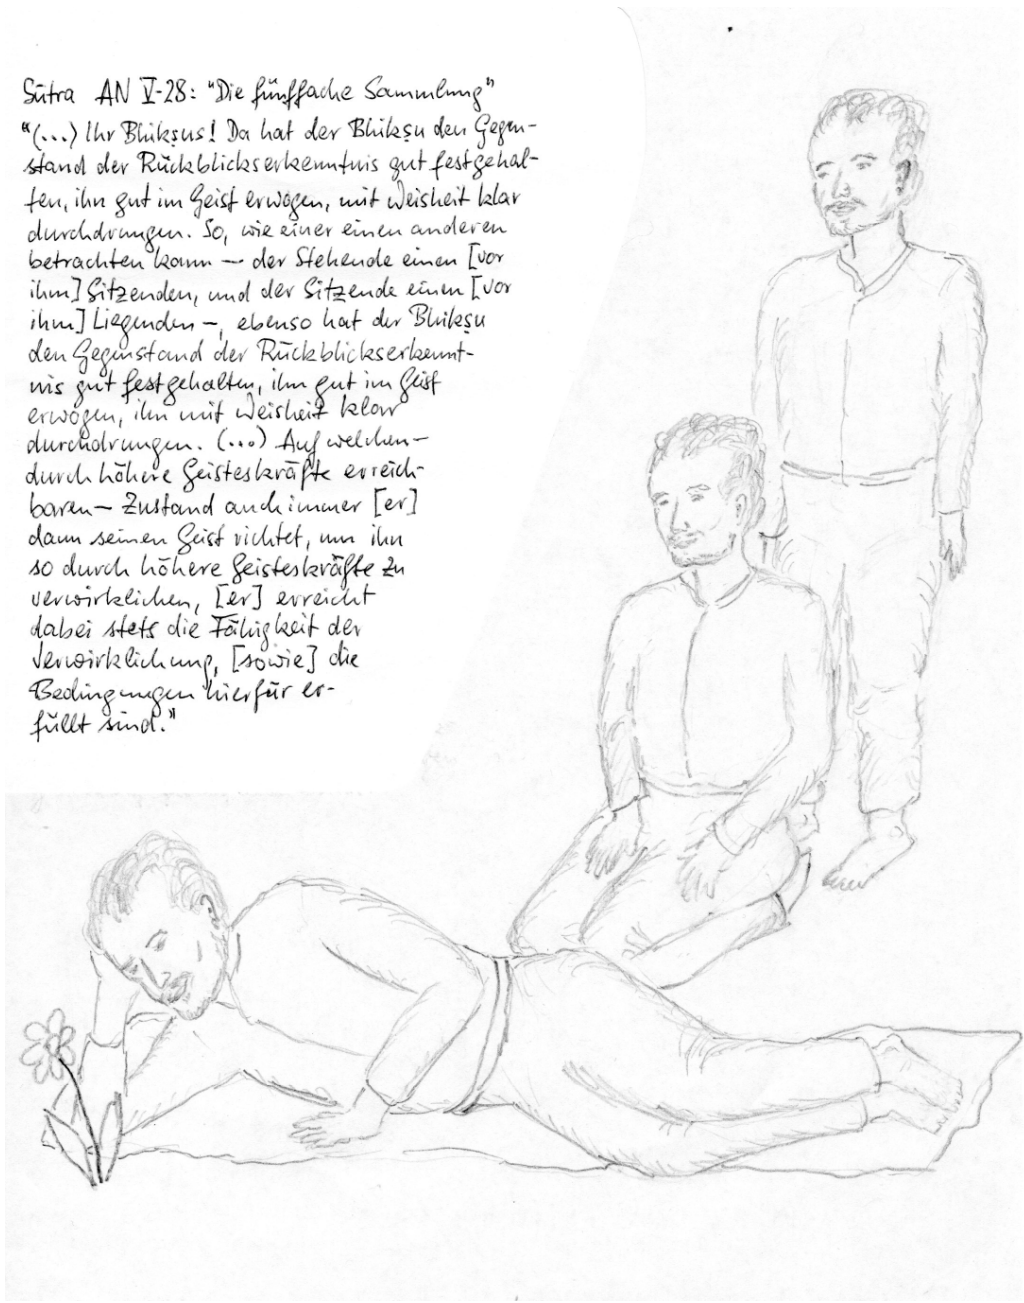 Sūtra AN V-28: "Die fünffache Sammlung"
"(...) Ihr Bhikṣus! Da hat der Bhikṣu den Gegen-
stand der Rückblickserkenntnis gut festgehal-
ten, ihn gut im Geist erwogen, mit Weisheit klar
durchdrungen. So, wie einer einen anderen
betrachten kann – der Stehende einen [vor
ihm] Sitzenden, und der Sitzende einen [vor
ihm] Liegenden –, ebenso hat der Bhikṣu
den Gegenstand der Rückblickserkennt-
nis gut festgehalten, ihn gut im Geist
erwogen, ihn mit Weisheit klar
durchdrungen. (...) Auf welchen –
durch höhere Geisteskräfte erreich-
baren – Zustand auch immer [er]
dann seinen Geist richtet, um ihn
so durch höhere Geisteskräfte zu
verwirklichen, [er] erreicht
dabei stets die Fähigkeit der
Verwirklichung, [sowie] die
Bedingungen hierfür er-
füllt sind."